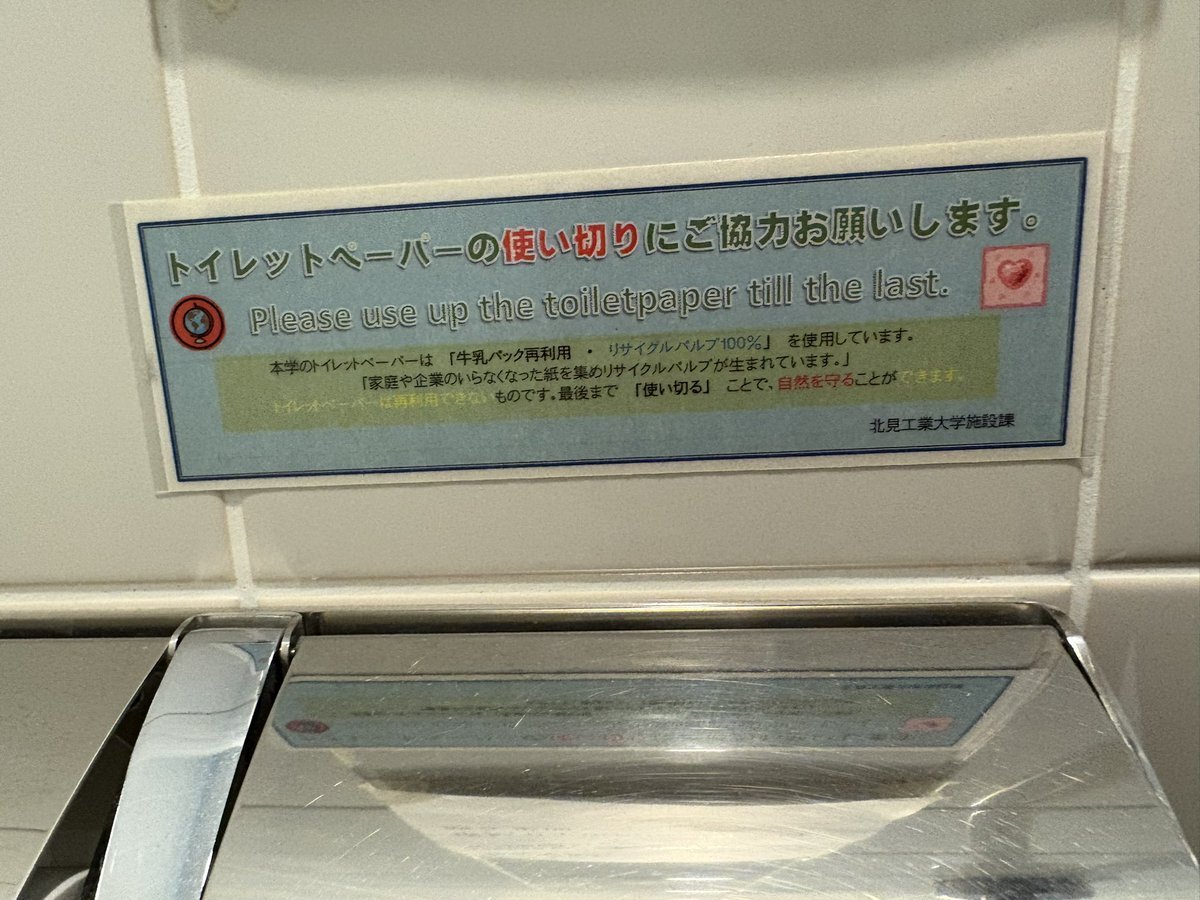 トイレットペーパーの使い切りにご協力お願いします。
Please use up the toiletpaper till the last.
本学のトイレットペーパーは 「牛乳パック再利用 ・ リサイクルパルプ100%」 を使用しています。
「家庭や企業のいらなくなった紙を集めリサイクルパルプが生まれています。」
トイレットペーパーは再利用できないものです。最後まで 「使い切る」 ことで、自然を守ることができます。
北見工業大学施設課